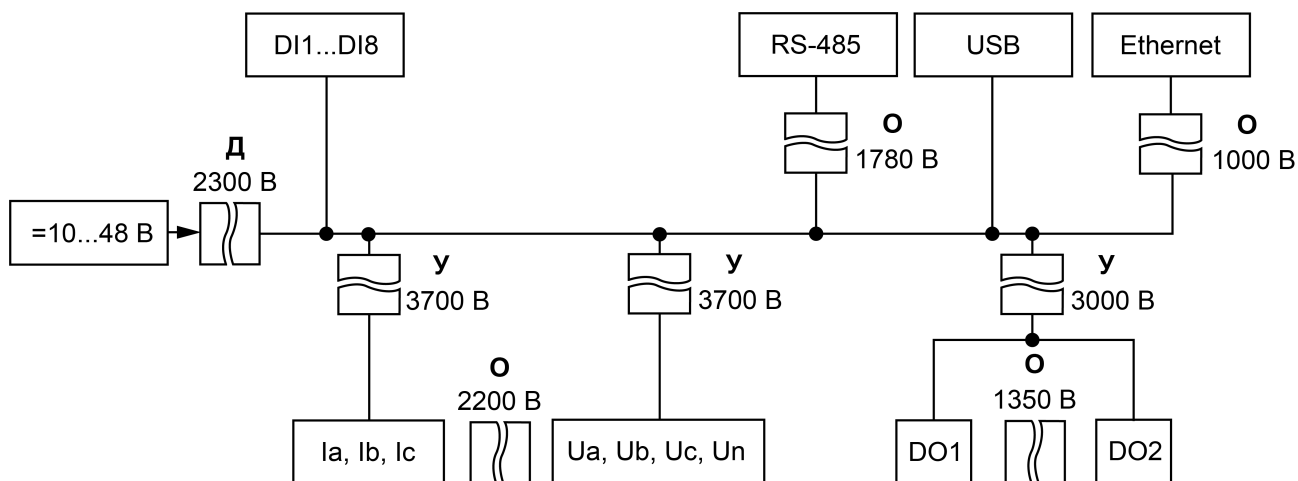 DI1...DI8
RS-485
USB
Ethernet
О
1780 В
О
1000 В
Д
2300 В
=10...48 В
У
3700 В
У
3700 В
У
3000 В
О
2200 В
О
1350 В
Ia, Ib, Ic
Ua, Ub, Uc, Un
DO1
DO2